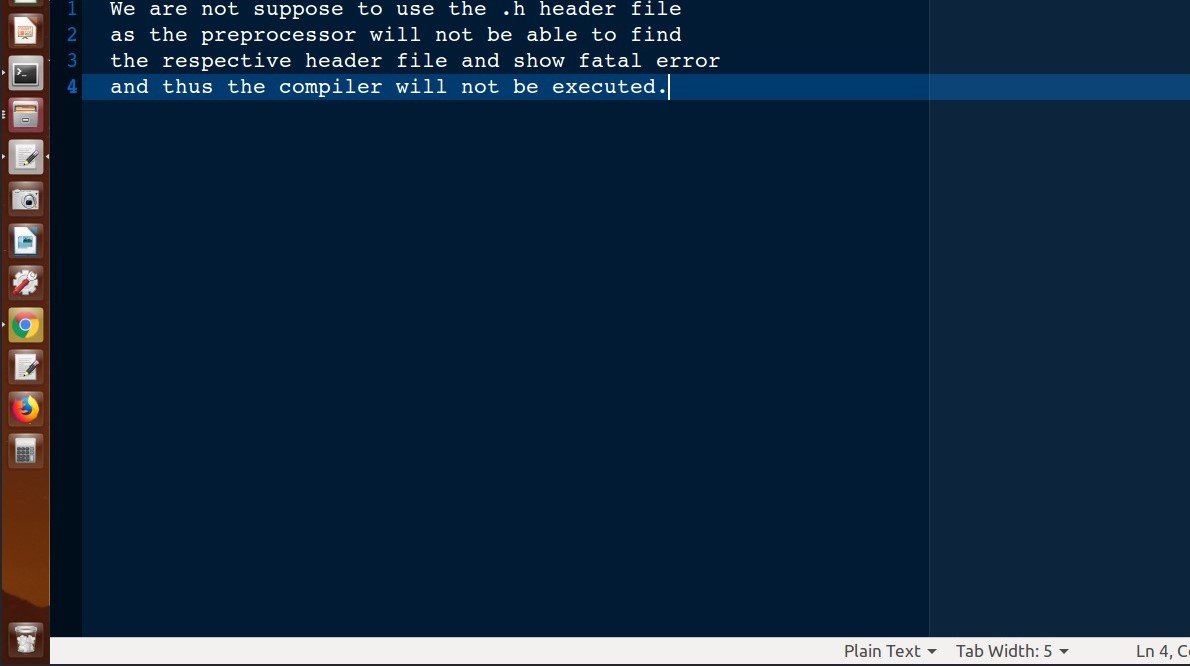 1 We are not suppose to use the .h header file
2 as the preprocessor will not be able to find
3 the respective header file and show fatal error
4 and thus the compiler will not be executed.
Plain Text Tab Width: 5 Ln 4,